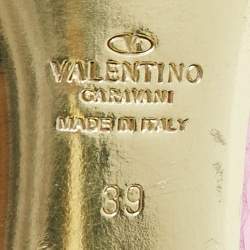 VALENTINO
GARAVANI
MADE IN ITALY
39